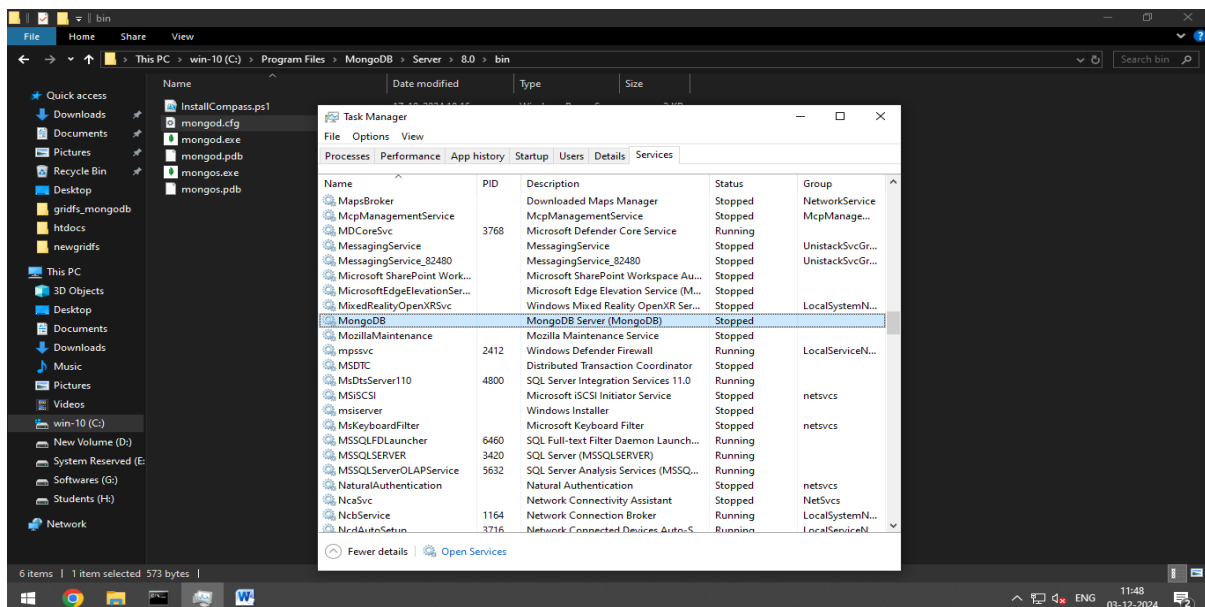 bin
File Home Share View
This PC > win-10 (C:) > Program Files > MongoDB > Server > 8.0 > bin
Search bin
Name Date modified Type Size
Quick access
Downloads
Documents
Pictures
Recycle Bin
Desktop
gridfs_mongodb
htdocs
newgridfs
This PC
3D Objects
Desktop
Documents
Downloads
Music
Pictures
Videos
win-10 (C:)
New Volume (D:)
System Reserved (E:
Softwares (G:)
Students (H:)
Network
InstallCompass.ps1
mongod.cfg
mongod.exe
mongod.pdb
mongos.exe
mongos.pdb
Task Manager
File Options View
Processes Performance App history Startup Users Details Services
Name PID Description Status Group
MapsBroker Downloaded Maps Manager Stopped NetworkService
McpManagementService McpManagementService Stopped McpManage...
MDCoreSvc 3768 Microsoft Defender Core Service Running
MessagingService MessagingService Stopped UnistackSvcGr...
MessagingService_82480 MessagingService_82480 Stopped UnistackSvcGr...
Microsoft SharePoint Work... Microsoft SharePoint Workspace Au... Stopped
MicrosoftEdgeElevationSer... Microsoft Edge Elevation Service (M... Stopped
MixedRealityOpenXRSvc Windows Mixed Reality OpenXR Ser... Stopped LocalSystemN...
MongoDB MongoDB Server (MongoDB) Stopped
MozillaMaintenance Mozilla Maintenance Service Stopped
mpssvc 2412 Windows Defender Firewall Running LocalServiceN...
MSDTC Distributed Transaction Coordinator Stopped
MsDtsServer110 4800 SQL Server Integration Services 11.0 Running
MSiSCSI Microsoft iSCSI Initiator Service Stopped netsvcs
msiserver Windows Installer Stopped
MsKeyboardFilter Microsoft Keyboard Filter Stopped netsvcs
MSSQLFDLauncher 6460 SQL Full-text Filter Daemon Launch... Running
MSSQLSERVER 3420 SQL Server (MSSQLSERVER) Running
MSSQLServerOLAPService 5632 SQL Server Analysis Services (MSSQ... Running
NaturalAuthentication Natural Authentication Stopped netsvcs
NcaSvc Network Connectivity Assistant Stopped NetSvcs
NcbService 1164 Network Connection Broker Running LocalSystemN...
NcdAutoSetup 3716 Network Connected Devices Auto-S Running LocalServiceN
Fewer details Open Services
6 items 1 item selected 573 bytes
ENG
11:48
03-12-2024